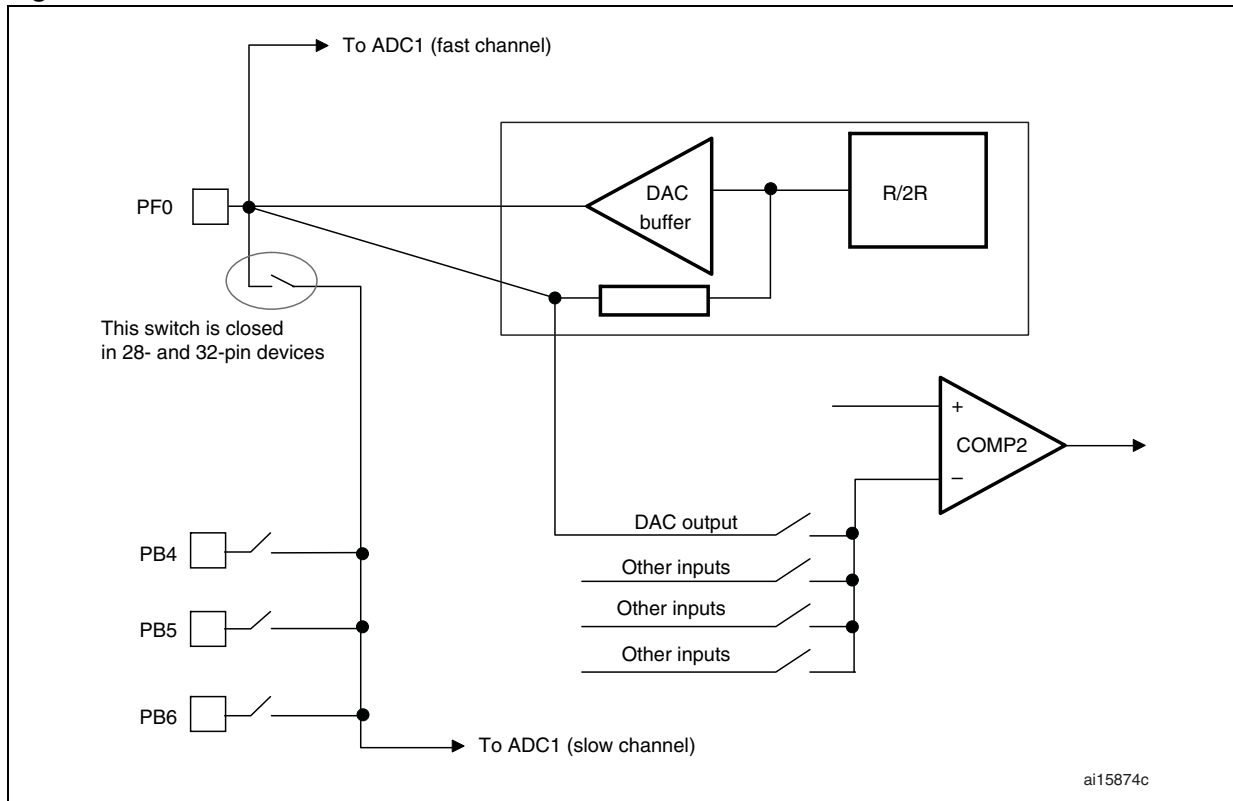 To ADC1 (fast channel)
DAC
buffer
R/2R
PF0
This switch is closed
in 28- and 32-pin devices
+
COMP2
−
DAC output
PB4
Other inputs
PB5
Other inputs
Other inputs
PB6
To ADC1 (slow channel)
ai15874c